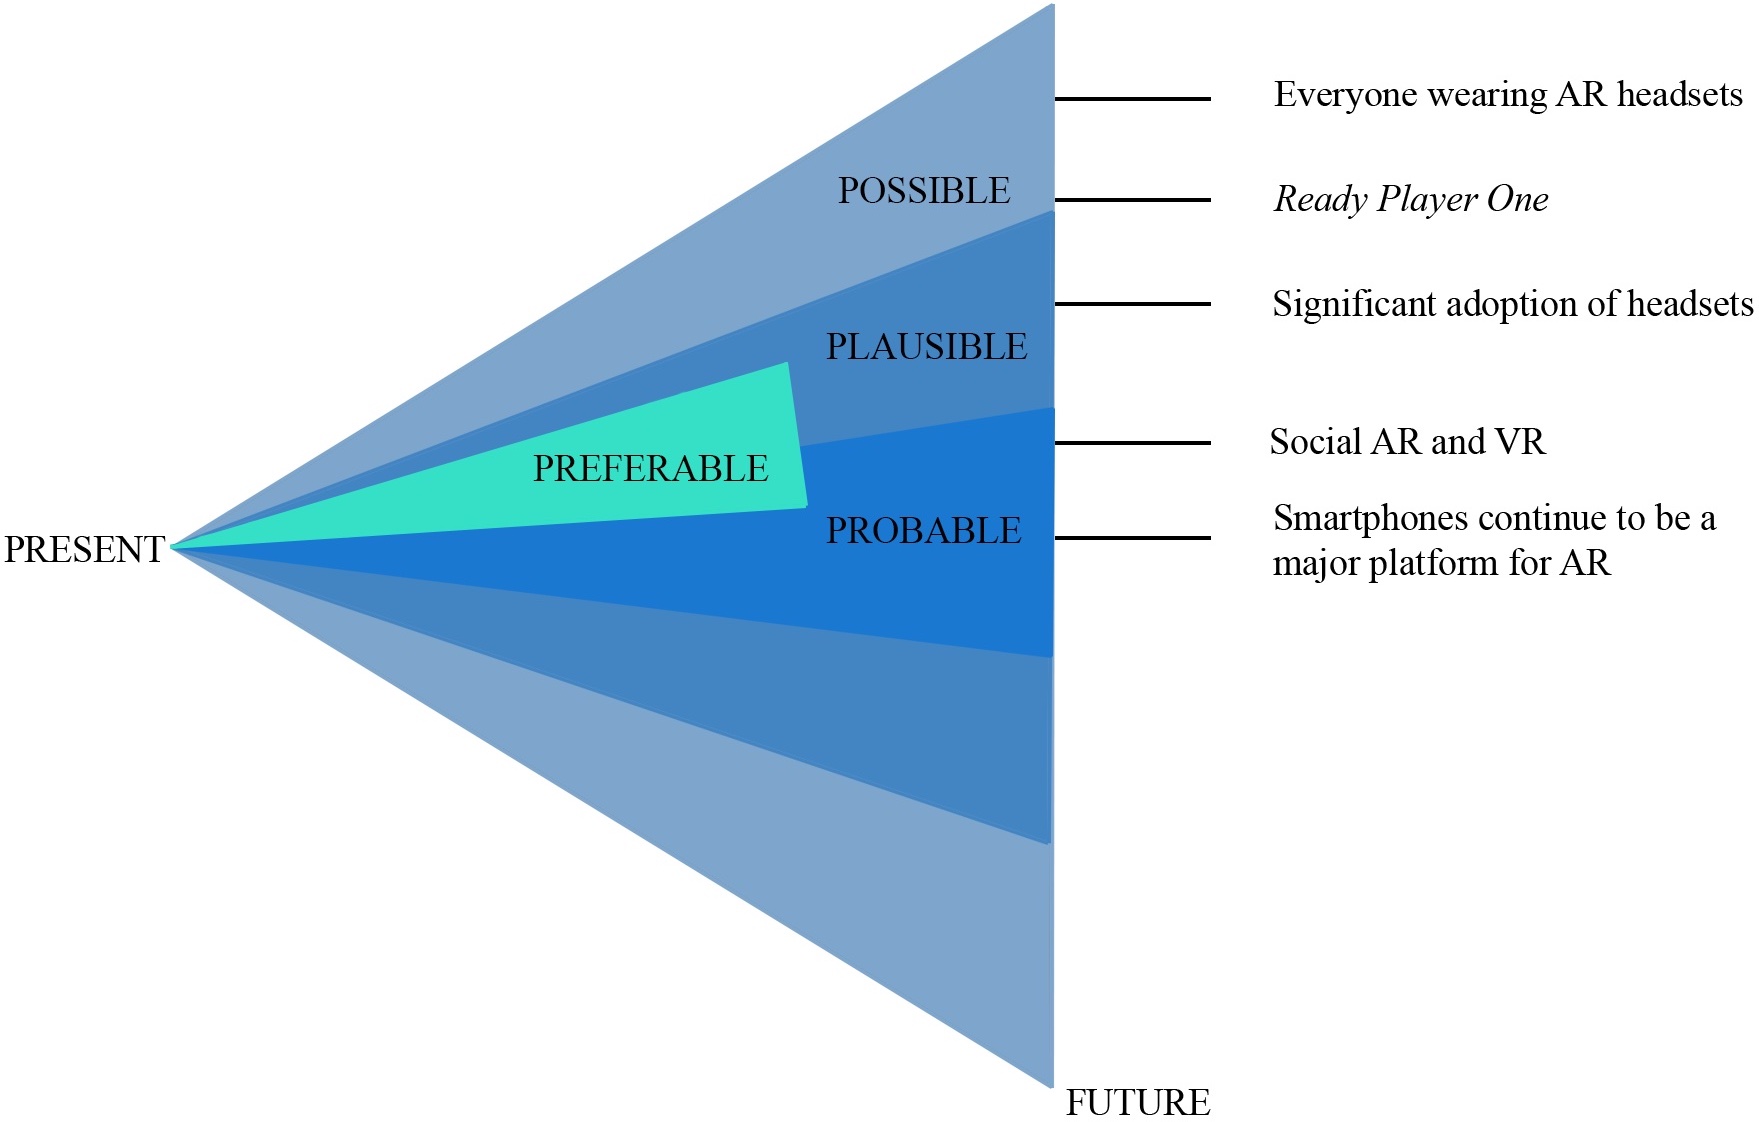 Everyone wearing AR headsets
POSSIBLE
Ready Player One
Significant adoption of headsets
PLAUSIBLE
Social AR and VR
PREFERABLE
PROBABLE
Smartphones continue to be a
major platform for AR
PRESENT
FUTURE